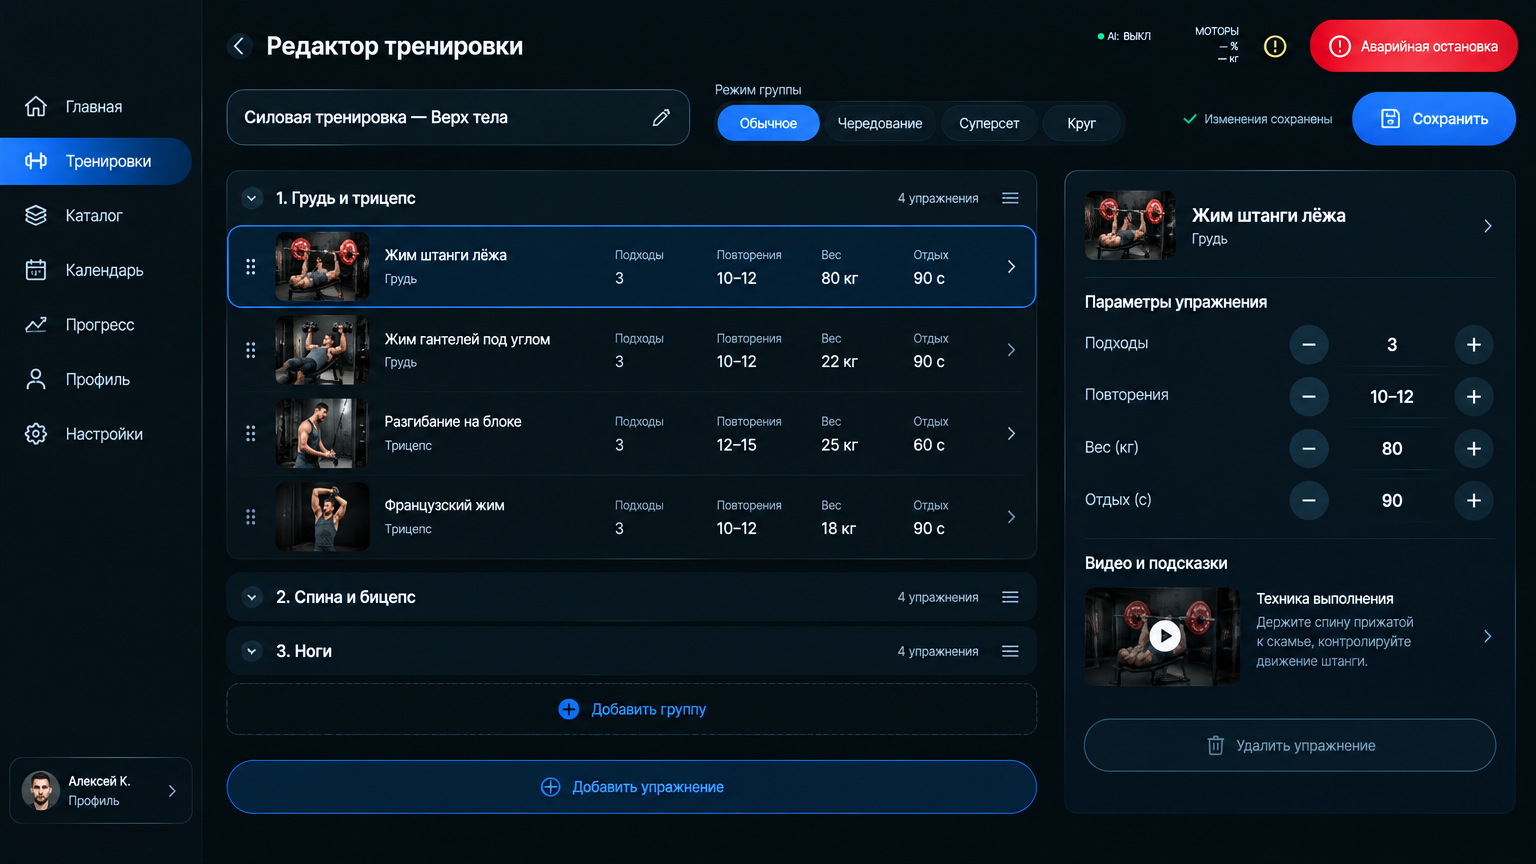 Редактор тренировки
AI: ВЫКЛ
МОТОРЫ
– %
– кг
Аварийная остановка
Главная
Тренировки
Каталог
Календарь
Прогресс
Профиль
Настройки
Алексей К.
Профиль
Силовая тренировка — Верх тела
Режим группы
Обычное
Чередование
Суперсет
Круг
Изменения сохранены
Сохранить
1. Грудь и трицепс
4 упражнения
Жим штанги лёжа
Грудь
Подходы
3
Повторения
10–12
Вес
80 кг
Отдых
90 с
Жим гантелей под углом
Грудь
Подходы
3
Повторения
10–12
Вес
22 кг
Отдых
90 с
Разгибание на блоке
Трицепс
Подходы
3
Повторения
12–15
Вес
25 кг
Отдых
60 с
Французский жим
Трицепс
Подходы
3
Повторения
10–12
Вес
18 кг
Отдых
90 с
2. Спина и бицепс
4 упражнения
3. Ноги
4 упражнения
Добавить группу
Добавить упражнение
Жим штанги лёжа
Грудь
Параметры упражнения
Подходы
3
Повторения
10–12
Вес (кг)
80
Отдых (с)
90
Видео и подсказки
Техника выполнения
Держите спину прижатой
к скамье, контролируйте
движение штанги.
Удалить упражнение